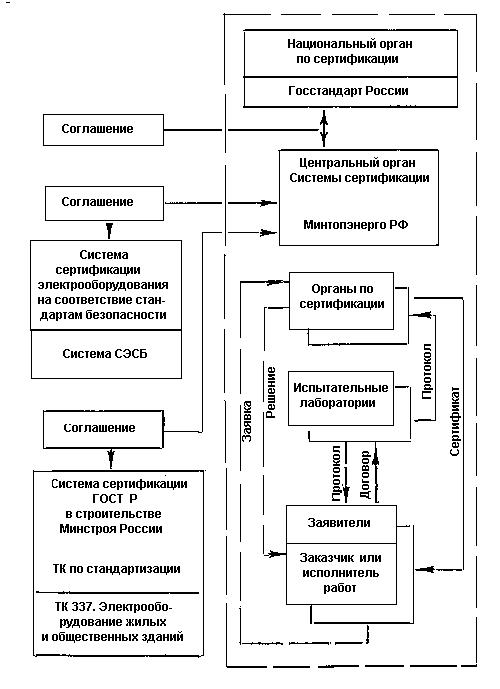 Национальный орган
по сертификации
Госстандарт России
Соглашение
Центральный орган
Системы сертификации
Минтопэнерго РФ
Соглашение
Система
сертификации
электрооборудования
на соответствие стан-
дартам безопасности
Система СЭСБ
Органы по
сертификации
Испытательные
лаборатории
Заявка
Решение
Протокол
Сертификат
Протокол
Договор
Соглашение
Система сертификации
ГОСТ Р
в строительстве
Минстроя России
ТК по стандартизации
ТК 337. Электрообо-
рудование жилых
и общественных зданий
Заявители
Заказчик или
исполнитель
работ